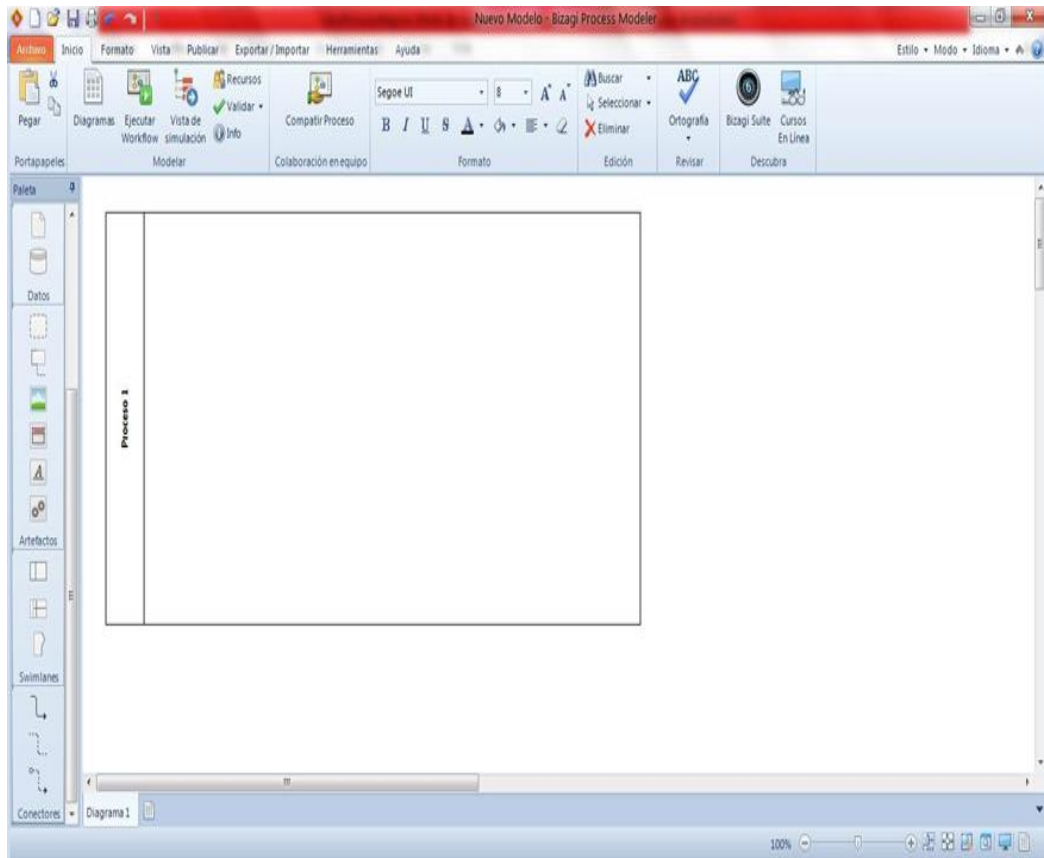 Nuevo Modelo - Bizagi Process Modeler
Archivo Inicio Formato Vista Publicar Exportar / Importar Herramientas Ayuda Estilo Modo Idioma
Pegar
Portapapeles
Diagramas
Ejecutar Workflow
Vista de simulación
Recursos
Validar
Info
Modelar
Compatir Proceso
Colaboración en equipo
Segoe UI 8
A A
B I U S A
Formato
Buscar
Seleccionar
Eliminar
Edición
ABC
Ortografía
Revisar
Bizagi Suite
Cursos En Linea
Descubra
Paleta
Datos
A
Artefactos
Swimlanes
Conectores
Proceso 1
Diagrama 1
100%